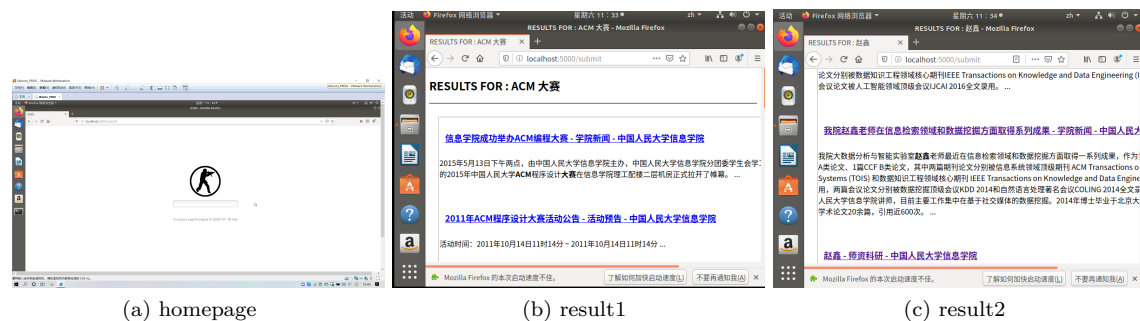 活动 Firefox 网络浏览器 星期六 11：33 zh
RESULTS FOR : ACM 大赛 - Mozilla Firefox
RESULTS FOR : ACM 大赛 × +
localhost:5000/submit
RESULTS FOR : ACM 大赛
信息学院成功举办ACM编程大赛 - 学院新闻 - 中国人民大学信息学院
2015年5月13日下午两点，由中国人民大学信息学院主办，中国人民大学信息学院分团委学生会学
的2015年中国人民大学ACM程序设计大赛在信息学院理工配楼二层机房正式拉开了帷幕。 ...
2011年ACM程序设计大赛活动公告 - 活动预告 - 中国人民大学信息学院
活动时间：2011年10月14日11时14分 ~ 2011年10月14日11时14分 ...
Mozilla Firefox 的本次启动速度不佳。 了解如何加快启动速度(L) 不要再通知我(A) ×
活动 Firefox 网络浏览器 星期六 11：34 zh
RESULTS FOR : 赵鑫 - Mozilla Firefox
RESULTS FOR : 赵鑫 × +
localhost:5000/submit
论文分别被数据知识工程领域核心期刊IEEE Transactions on Knowledge and Data Engineering (
会议论文被人工智能领域顶级会议IJCAI 2016全文录用。 ...
我院赵鑫老师在信息检索领域和数据挖掘方面取得系列成果 - 学院新闻 - 中国人民大
我院大数据分析与智能实验室赵鑫老师最近在信息检索领域和数据挖掘方面取得一系列成果，作为
A类论文、1篇CCF B类论文，其中两篇期刊论文分别被信息系统领域顶级期刊 ACM Transactions o
Systems (TOIS) 和数据知识工程领域核心期刊 IEEE Transactions on Knowledge and Data Engine
用，两篇会议论文分别被数据挖掘顶级会议KDD 2014和自然语言处理著名会议COLING 2014全文录
人民大学信息学院讲师，目前主要工作集中在基于社交媒体的数据挖掘。2014年博士毕业于北京大
学术论文20余篇，引用近600次。 ...
赵鑫 - 师资科研 - 中国人民大学信息学院
Mozilla Firefox 的本次启动速度不佳。 了解如何加快启动速度(L) 不要再通知我(A) ×
(a) homepage
(b) result1
(c) result2